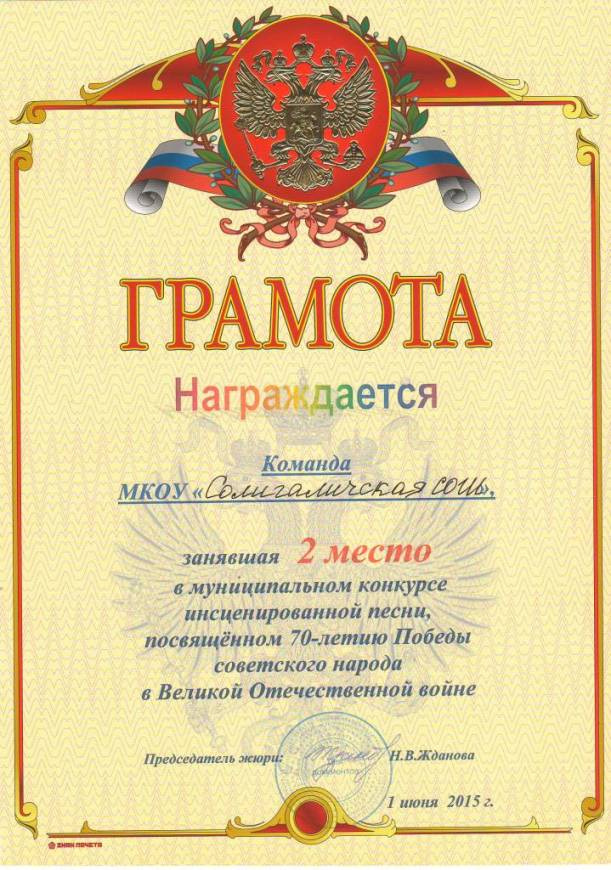 ГРАМОТА
Награждается
Команда
МКОУ «Солигаличская СОШ»,
занявшая 2 место
в муниципальном конкурсе
инсценированной песни,
посвящённом 70-летию Победы
советского народа
в Великой Отечественной войне
Председатель жюри: Н.В.Жданова
документов
1 июня 2015 г.
ЗНАК ПОЧЕТА